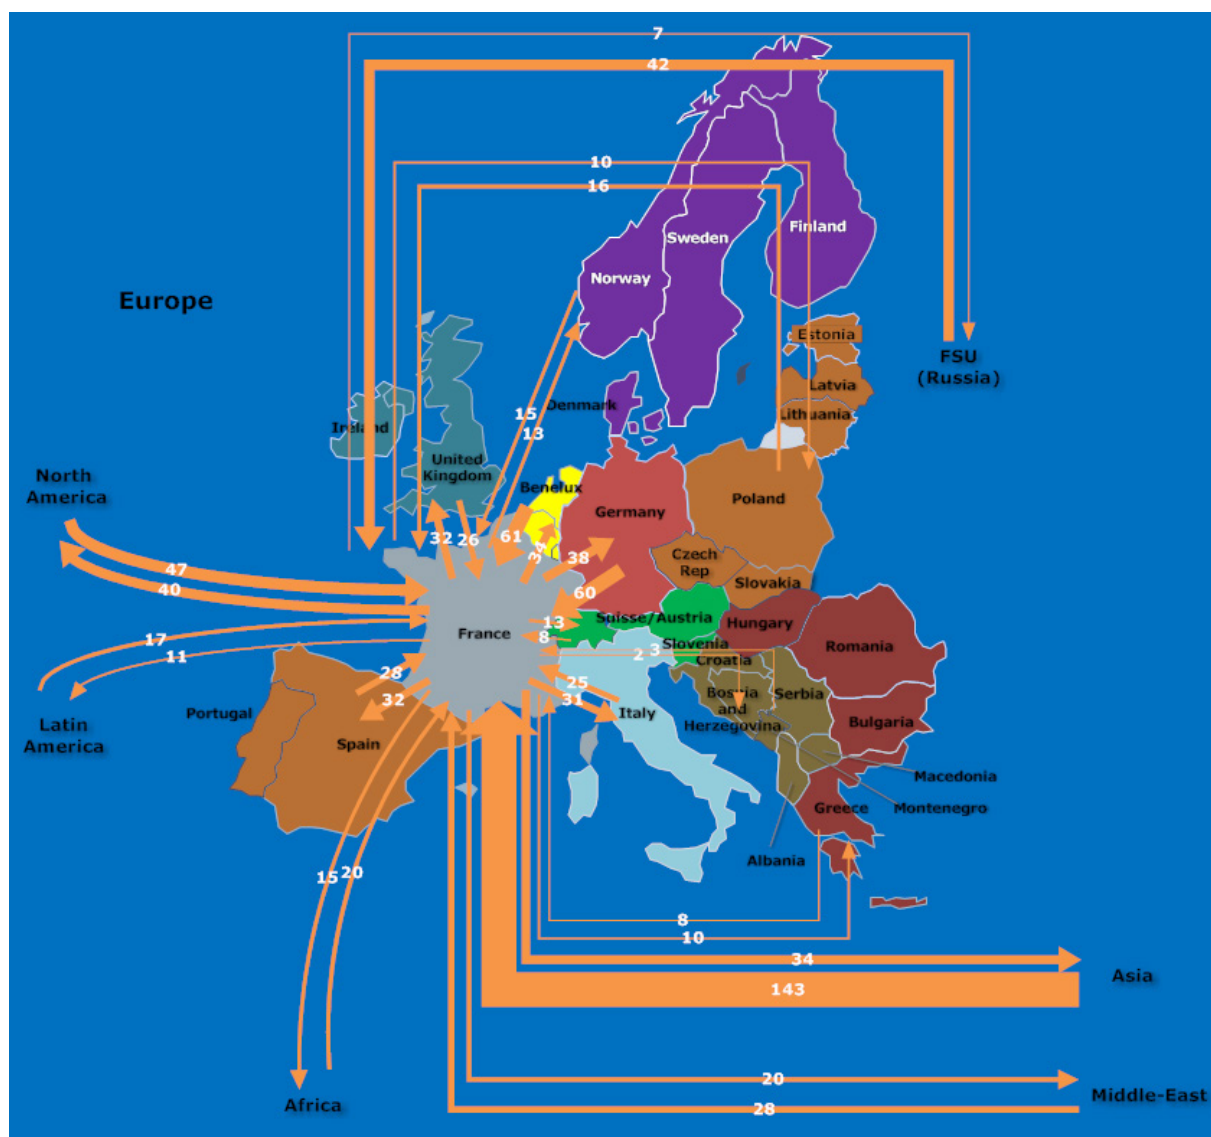 7
42
10
16
Finland
Sweden
Norway
Europe
Estonia
FSU
(Russia)
Latvia
Denmark
Lithuania
15
13
Ireland
United
Kingdom
North
America
Benelux
Poland
Germany
32
26
61
34
38
Czech
Rep
Slovakia
47
40
60
Suisse/Austria
13
Hungary
France
8
17
11
Slovenia
2
3
Croatia
Romania
28
32
25
31
Bosnia
and
Herzegovina
Serbia
Portugal
Italy
Bulgaria
Latin
America
Spain
Macedonia
Montenegro
Greece
Albania
15
20
8
10
34
Asia
143
20
Middle-East
28
Africa